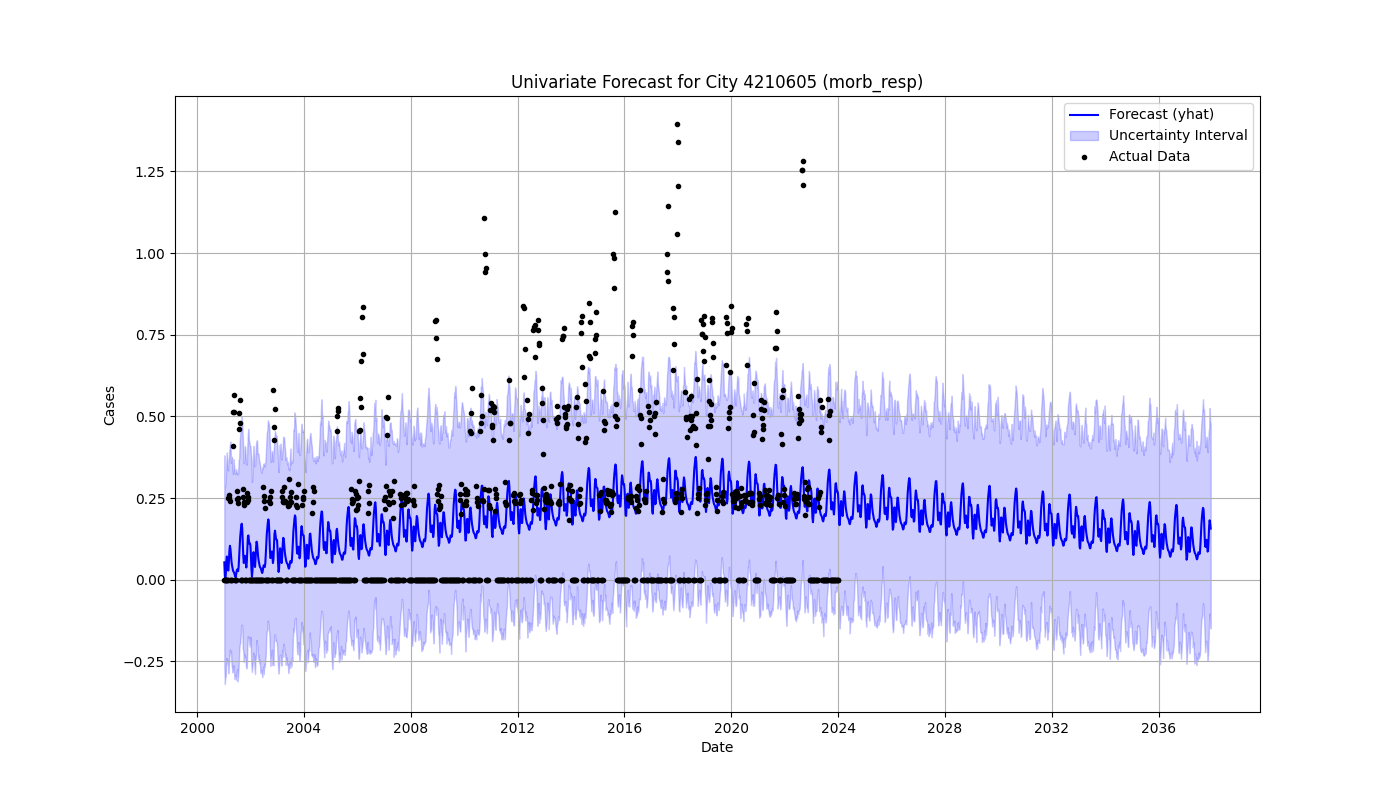 Univariate Forecast for City 4210605 (morb_resp)
Forecast (yhat)
Uncertainty Interval
Actual Data
Cases
1.25
1.00
0.75
0.50
0.25
0.00
−0.25
2000 2004 2008 2012 2016 2020 2024 2028 2032 2036
Date